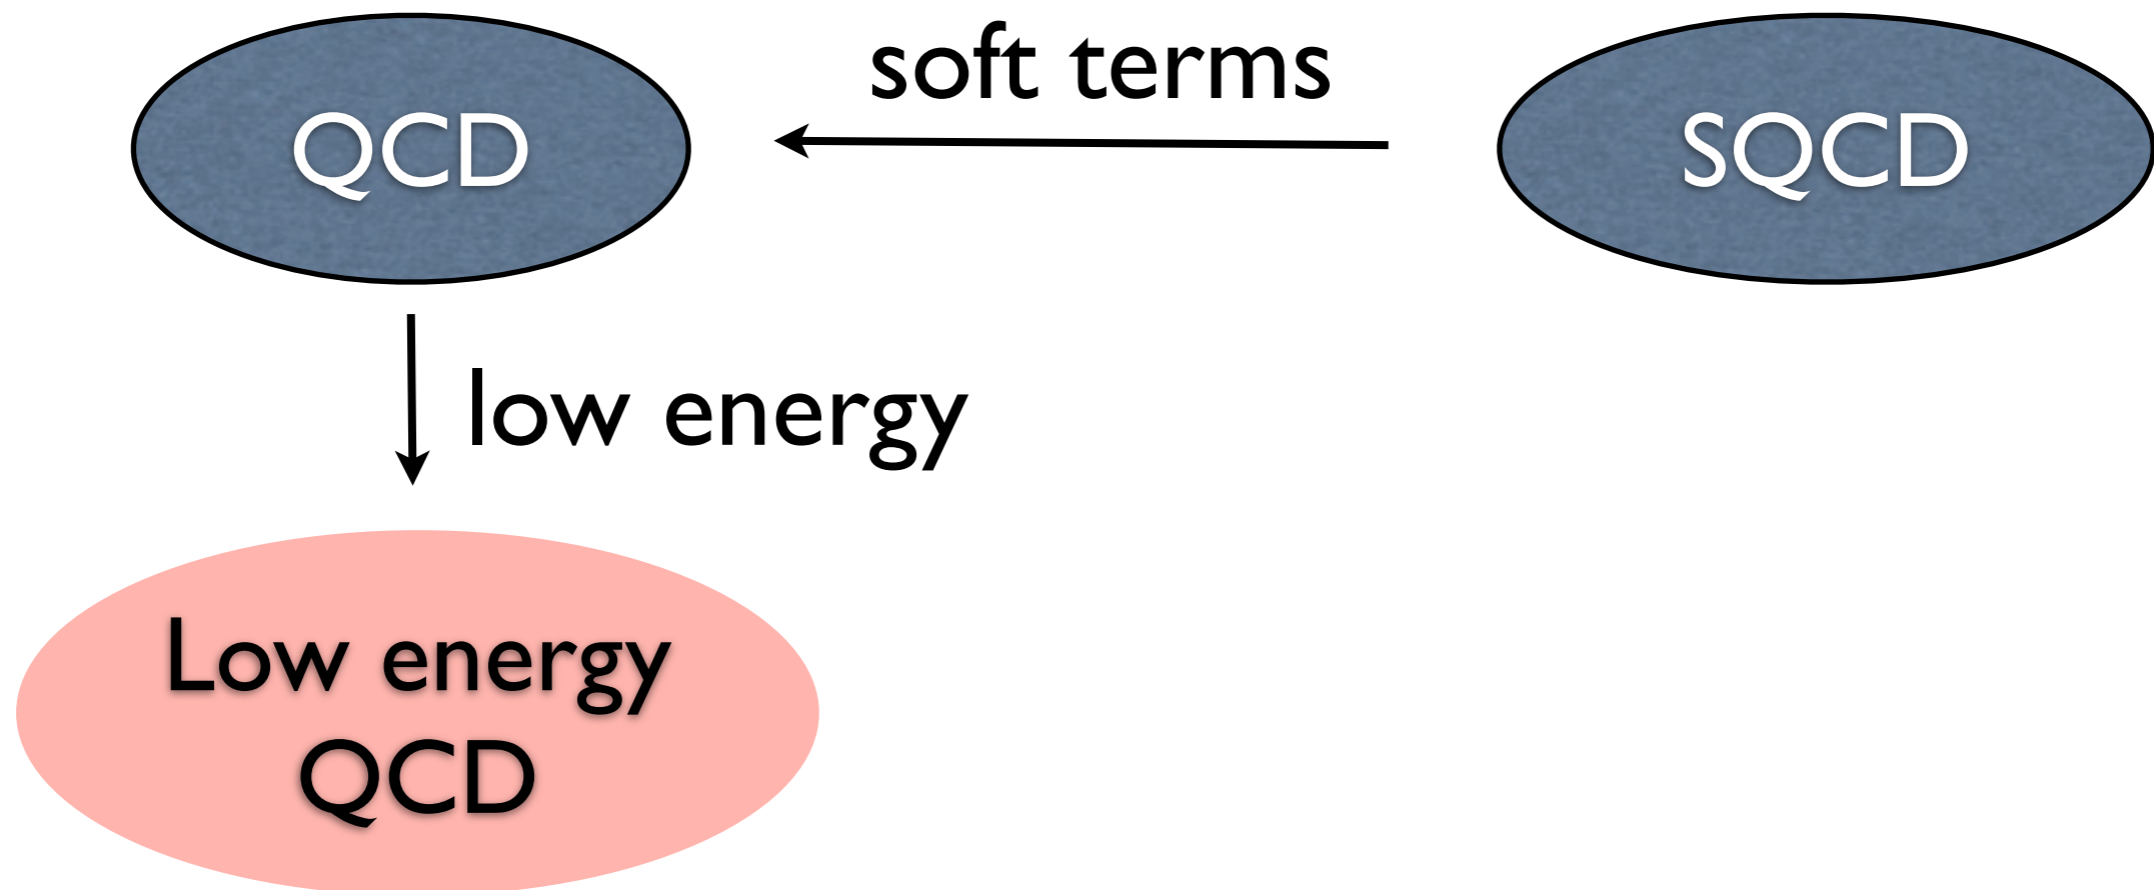 QCD
soft terms
SQCD
low energy
Low energy
QCD